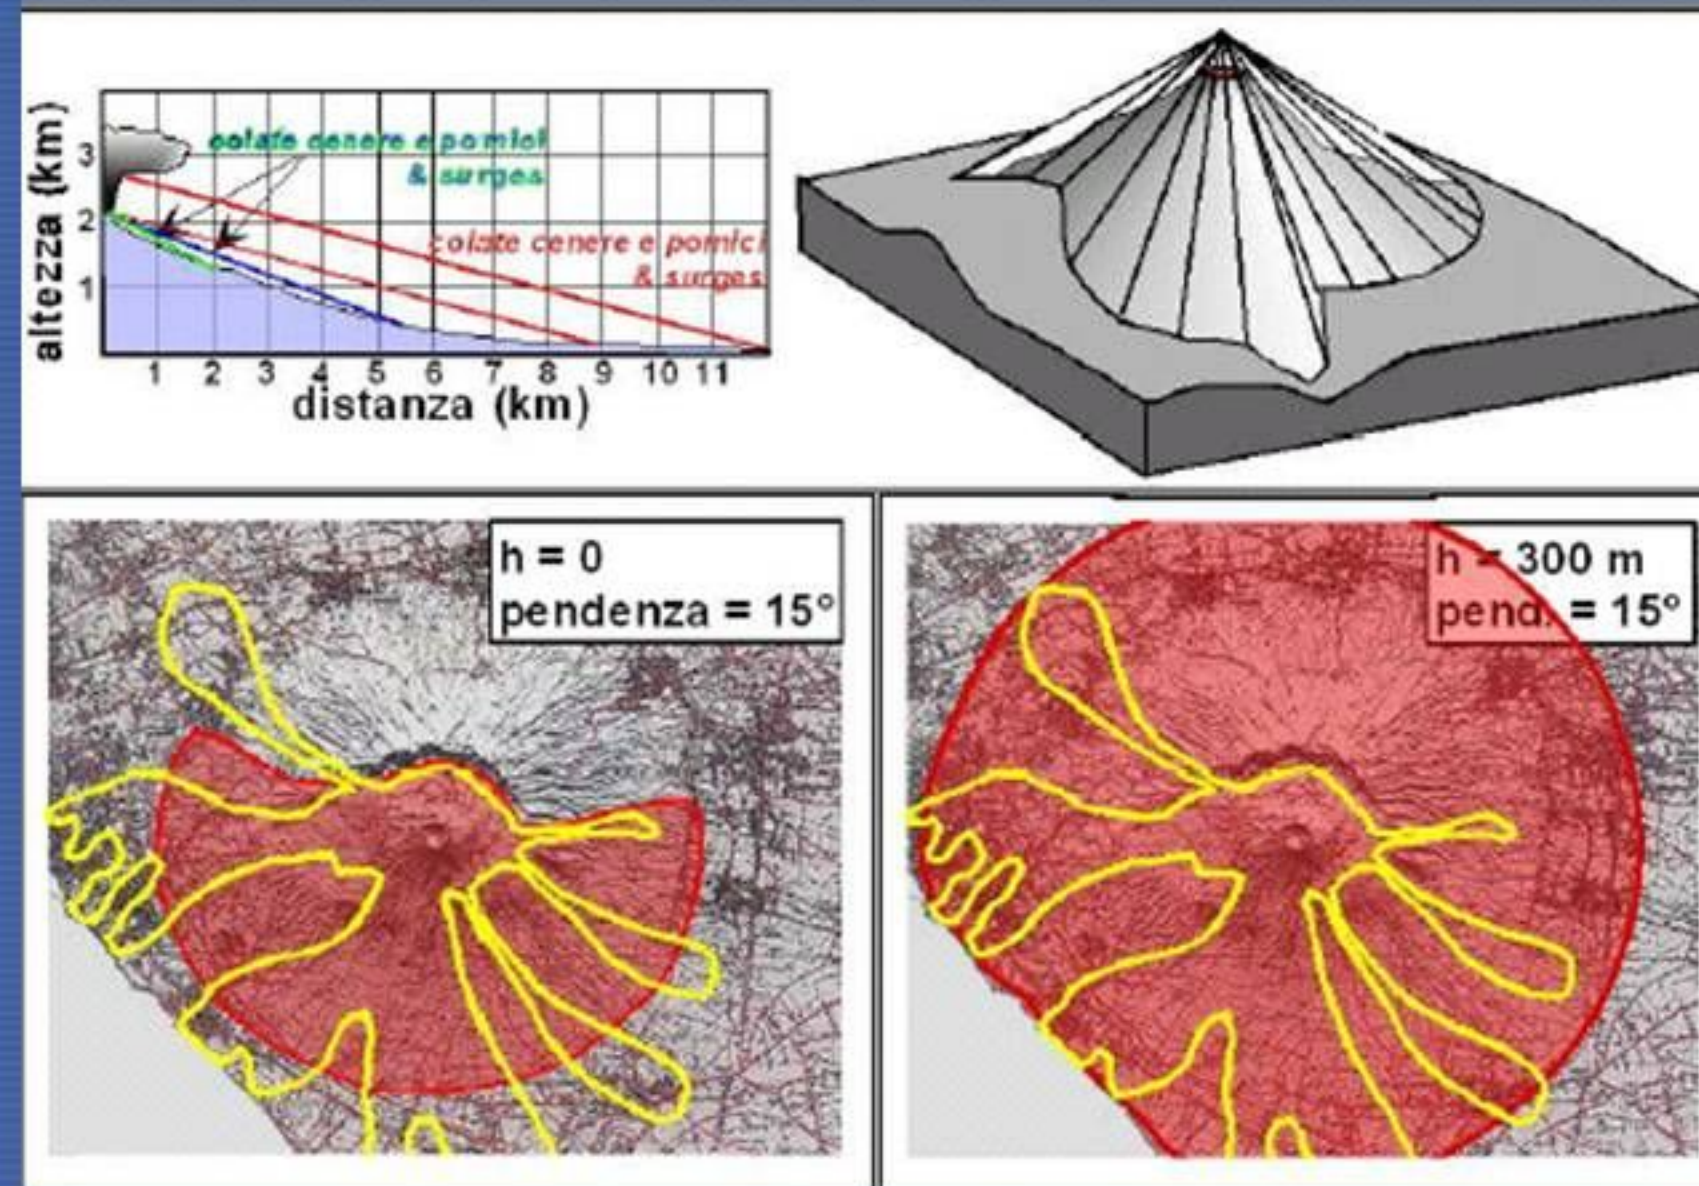 altezza (km)
3
2
1
colate cenere e pomici
& surges
colate cenere e pomici
& surges
1 2 3 4 5 6 7 8 9 10 11
distanza (km)
h = 0
pendenza = 15°
h = 300 m
pend. = 15°